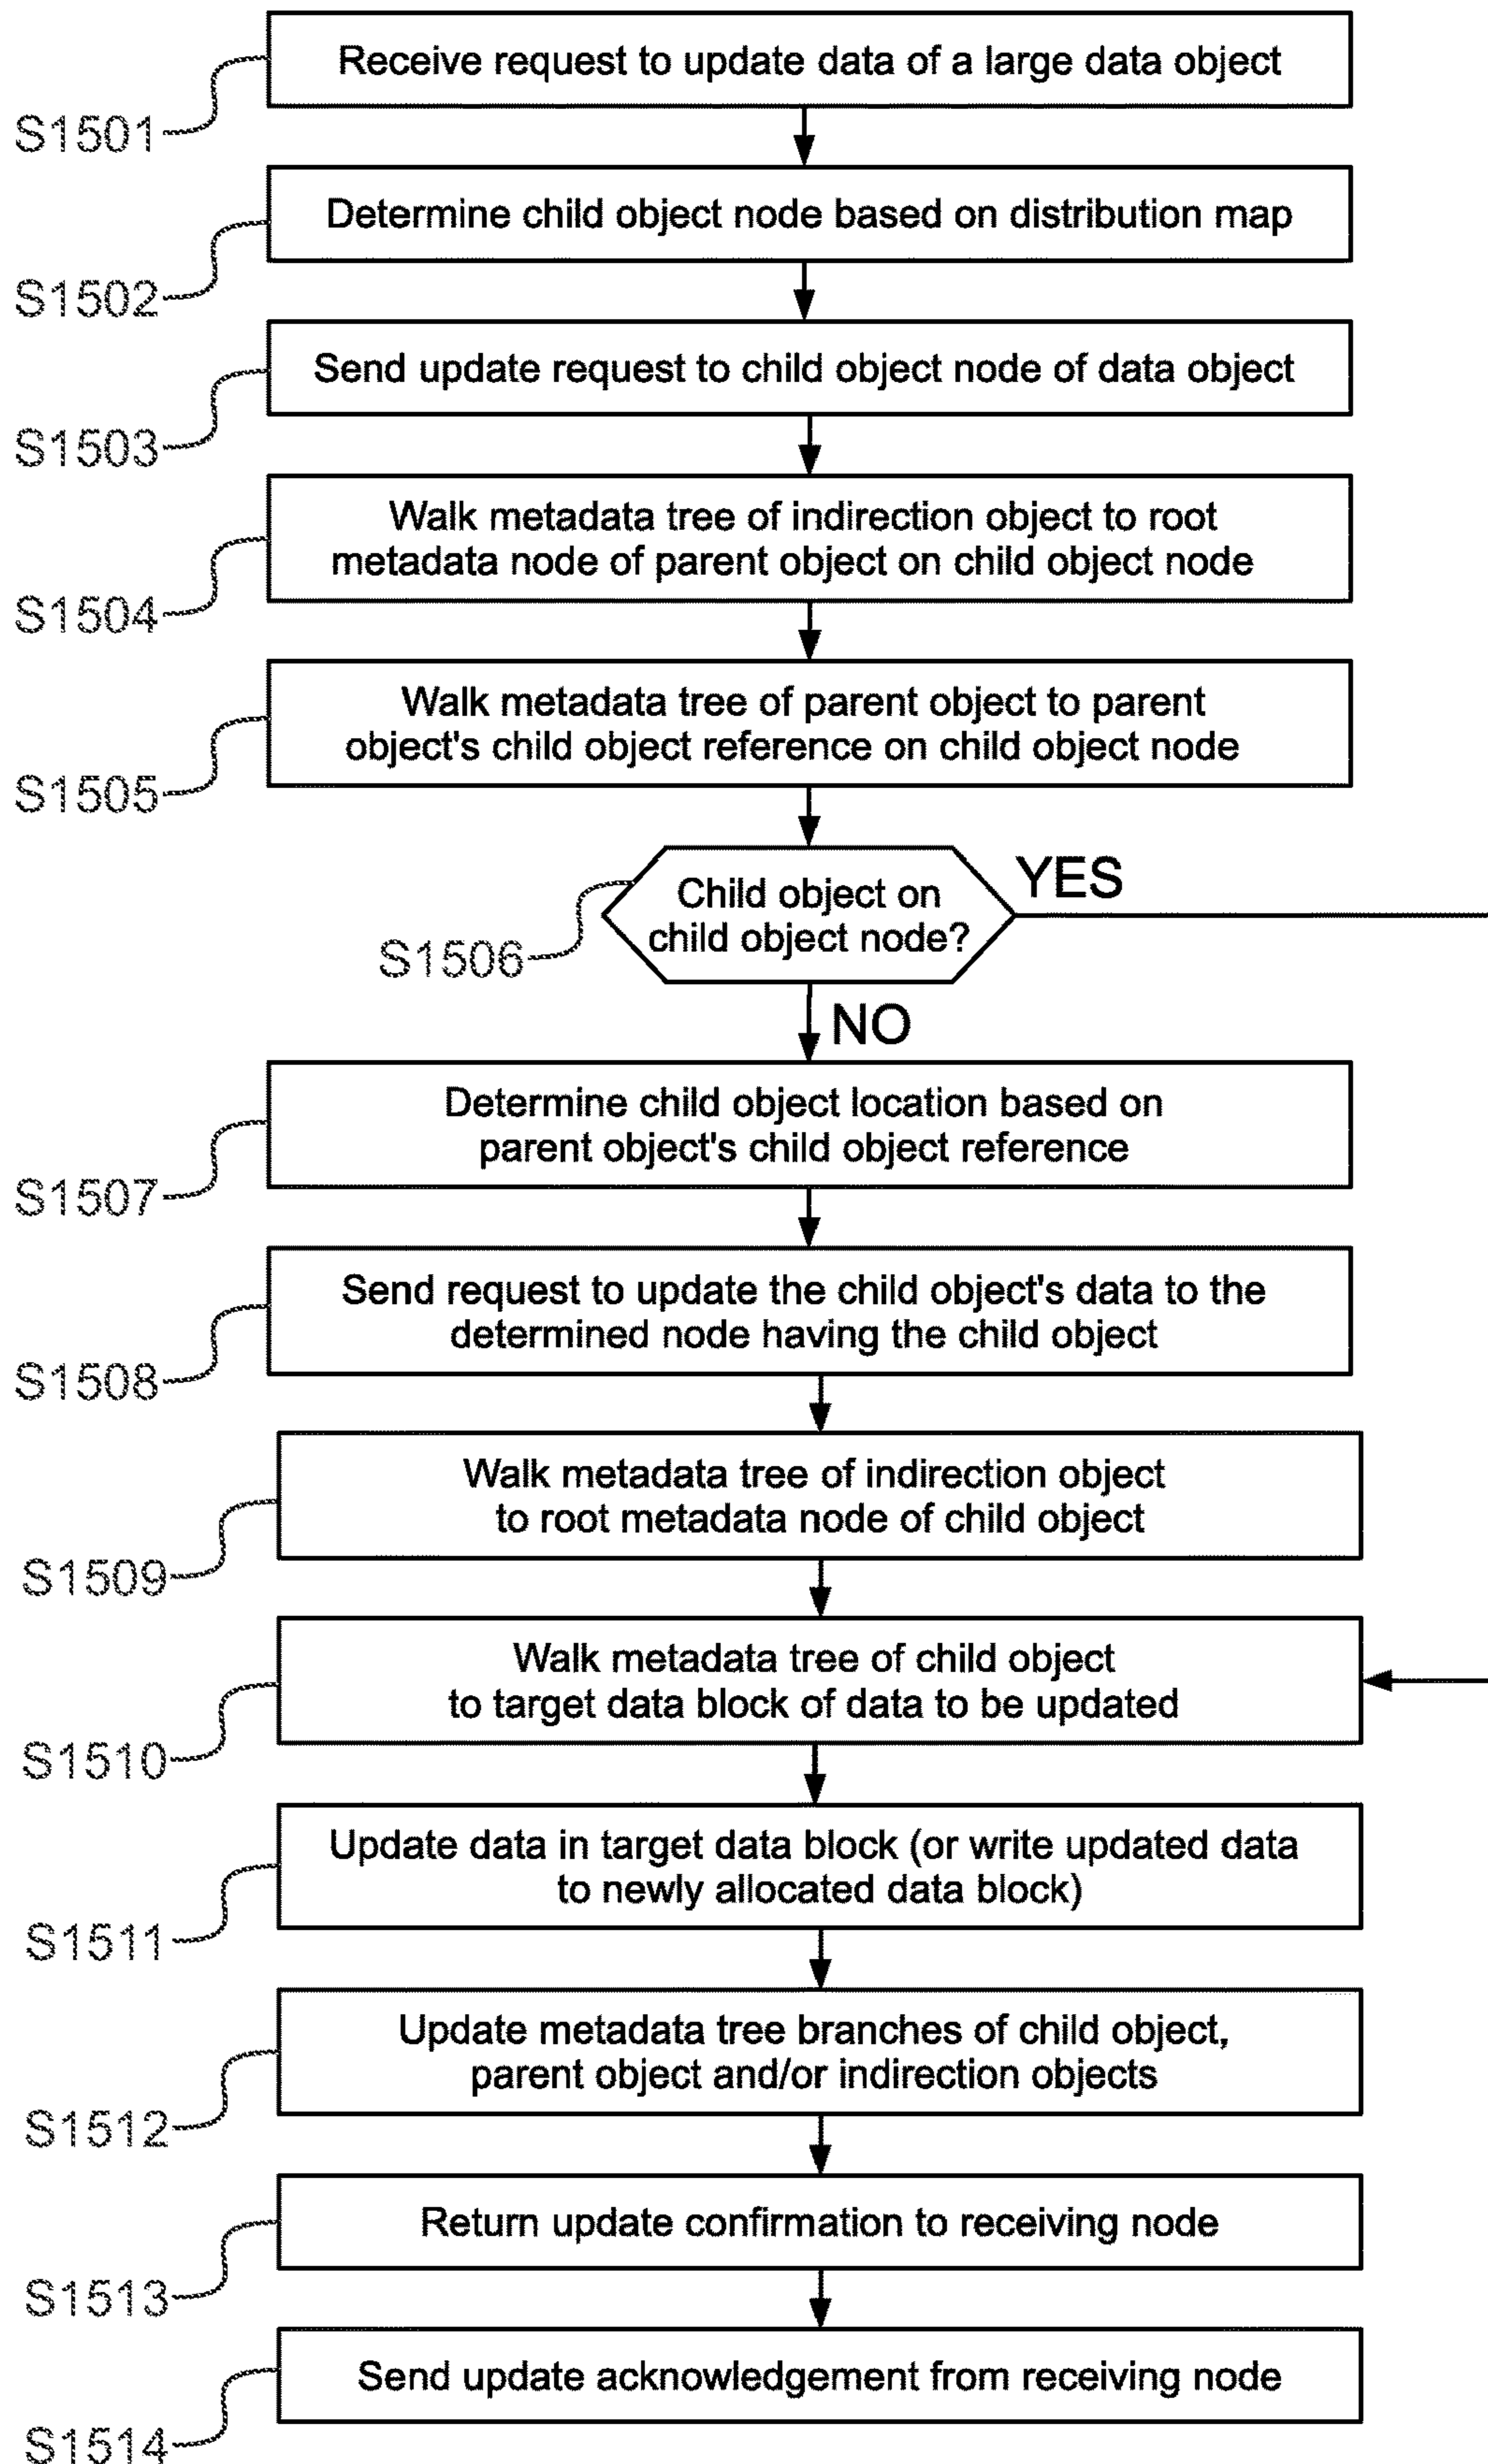 Receive request to update data of a large data object
S1501
Determine child object node based on distribution map
S1502
Send update request to child object node of data object
S1503
Walk metadata tree of indirection object to root
metadata node of parent object on child object node
S1504
Walk metadata tree of parent object to parent
object's child object reference on child object node
S1505
Child object on
child object node?
YES
S1506
NO
Determine child object location based on
parent object's child object reference
S1507
Send request to update the child object's data to the
determined node having the child object
S1508
Walk metadata tree of indirection object
to root metadata node of child object
S1509
Walk metadata tree of child object
to target data block of data to be updated
S1510
Update data in target data block (or write updated data
to newly allocated data block)
S1511
Update metadata tree branches of child object,
parent object and/or indirection objects
S1512
Return update confirmation to receiving node
S1513
Send update acknowledgement from receiving node
S1514